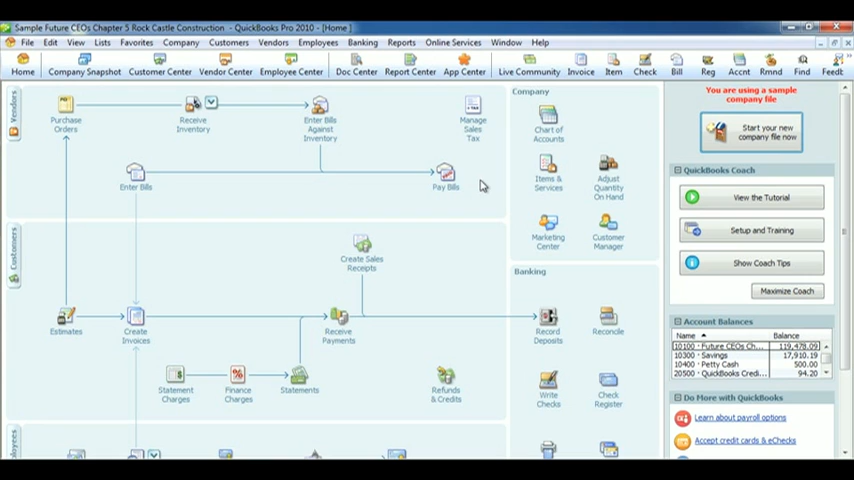 Sample Future CEOs Chapter 5 Rock Castle Construction - QuickBooks Pro 2010 - [Home]
File Edit View Lists Favorites Company Customers Vendors Employees Banking Reports Online Services Window Help
Home Company Snapshot Customer Center Vendor Center Employee Center Doc Center Report Center App Center Live Community Invoice Item Check Bill Reg Accnt Rmnd Find Feedb
Vendors
Purchase
Orders
Receive
Inventory
Enter Bills
Against
Inventory
Manage
Sales
Tax
Enter Bills
Pay Bills
Customers
Create Sales
Receipts
Estimates
Create
Invoices
Receive
Payments
Statement
Charges
Finance
Charges
Statements
Refunds
& Credits
Company
Chart of
Accounts
Items &
Services
Adjust
Quantity
On Hand
Marketing
Center
Customer
Manager
Banking
Record
Deposits
Reconcile
Write
Checks
Check
Register
You are using a sample
company file
Start your new
company file now
QuickBooks Coach
View the Tutorial
Setup and Training
Show Coach Tips
Maximize Coach
Account Balances
Name Balance
10100 · Future CEOs Ch... 119,478.09
10300 · Savings 17,910.19
10400 · Petty Cash 500.00
20500 · QuickBooks Credi... 94.20
Do More with QuickBooks
Learn about payroll options
Accept credit cards & eChecks